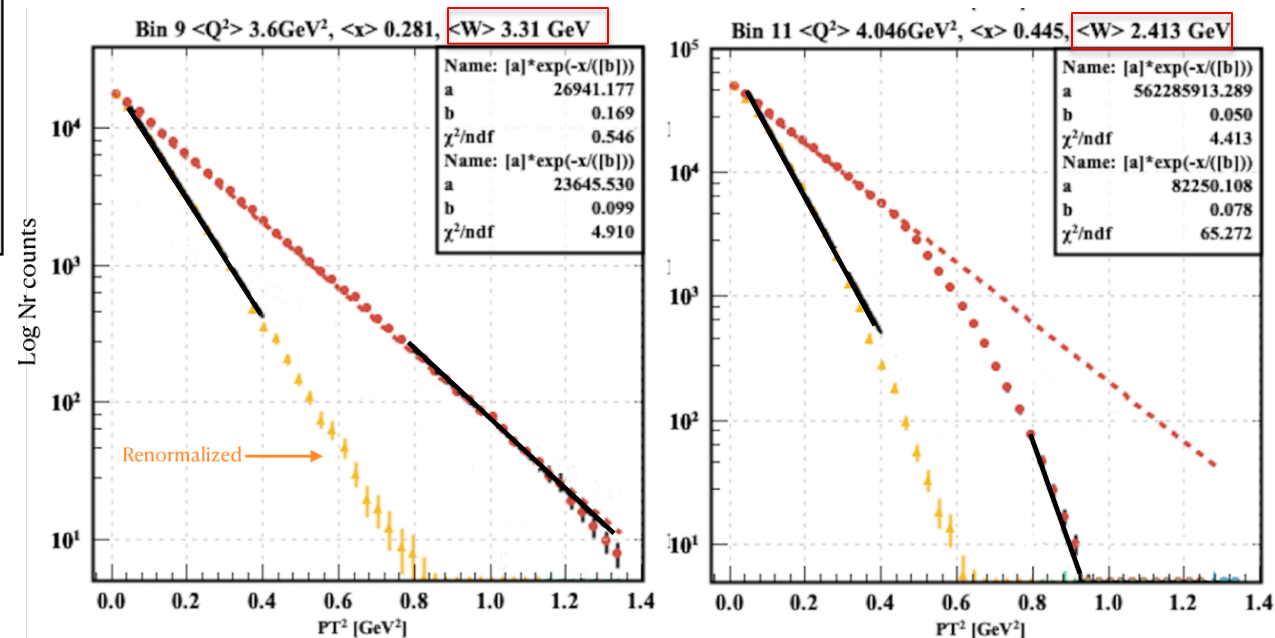 Bin 9 <Q²> 3.6GeV², <x> 0.281, <W> 3.31 GeV
Name: [a]*exp(-x/([b]))
a 26941.177
b 0.169
χ²/ndf 0.546
Name: [a]*exp(-x/([b]))
a 23645.530
b 0.099
χ²/ndf 4.910
10⁴
10³
10²
10¹
Log Nr counts
Renormalized
0.0 0.2 0.4 0.6 0.8 1.0 1.2 1.4
PT² [GeV²]
Bin 11 <Q²> 4.046GeV², <x> 0.445, <W> 2.413 GeV
Name: [a]*exp(-x/([b]))
a 562285913.289
b 0.050
χ²/ndf 4.413
Name: [a]*exp(-x/([b]))
a 82250.108
b 0.078
χ²/ndf 65.272
10⁵
10⁴
10³
10²
10¹
0.0 0.2 0.4 0.6 0.8 1.0 1.2 1.4
PT² [GeV²]